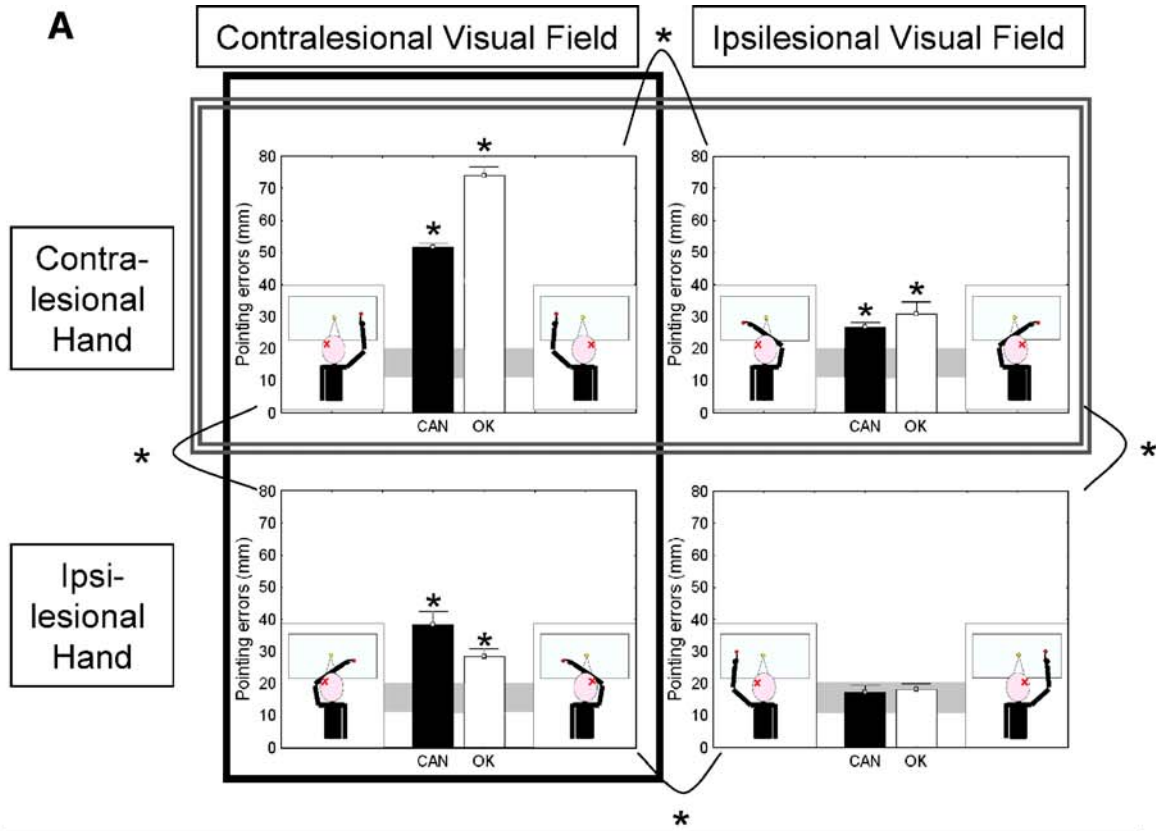 A
Contralesional Visual Field
*
Ipsilesional Visual Field
Contra-
lesional
Hand
Pointing errors (mm)
80
70
60
50
40
30
20
10
0
*
*
x
x
CAN OK
Pointing errors (mm)
80
70
60
50
40
30
20
10
0
*
*
x
x
CAN OK
*
*
Ipsi-
lesional
Hand
Pointing errors (mm)
80
70
60
50
40
30
20
10
0
*
*
x
x
CAN OK
Pointing errors (mm)
80
70
60
50
40
30
20
10
0
x
x
CAN OK
*